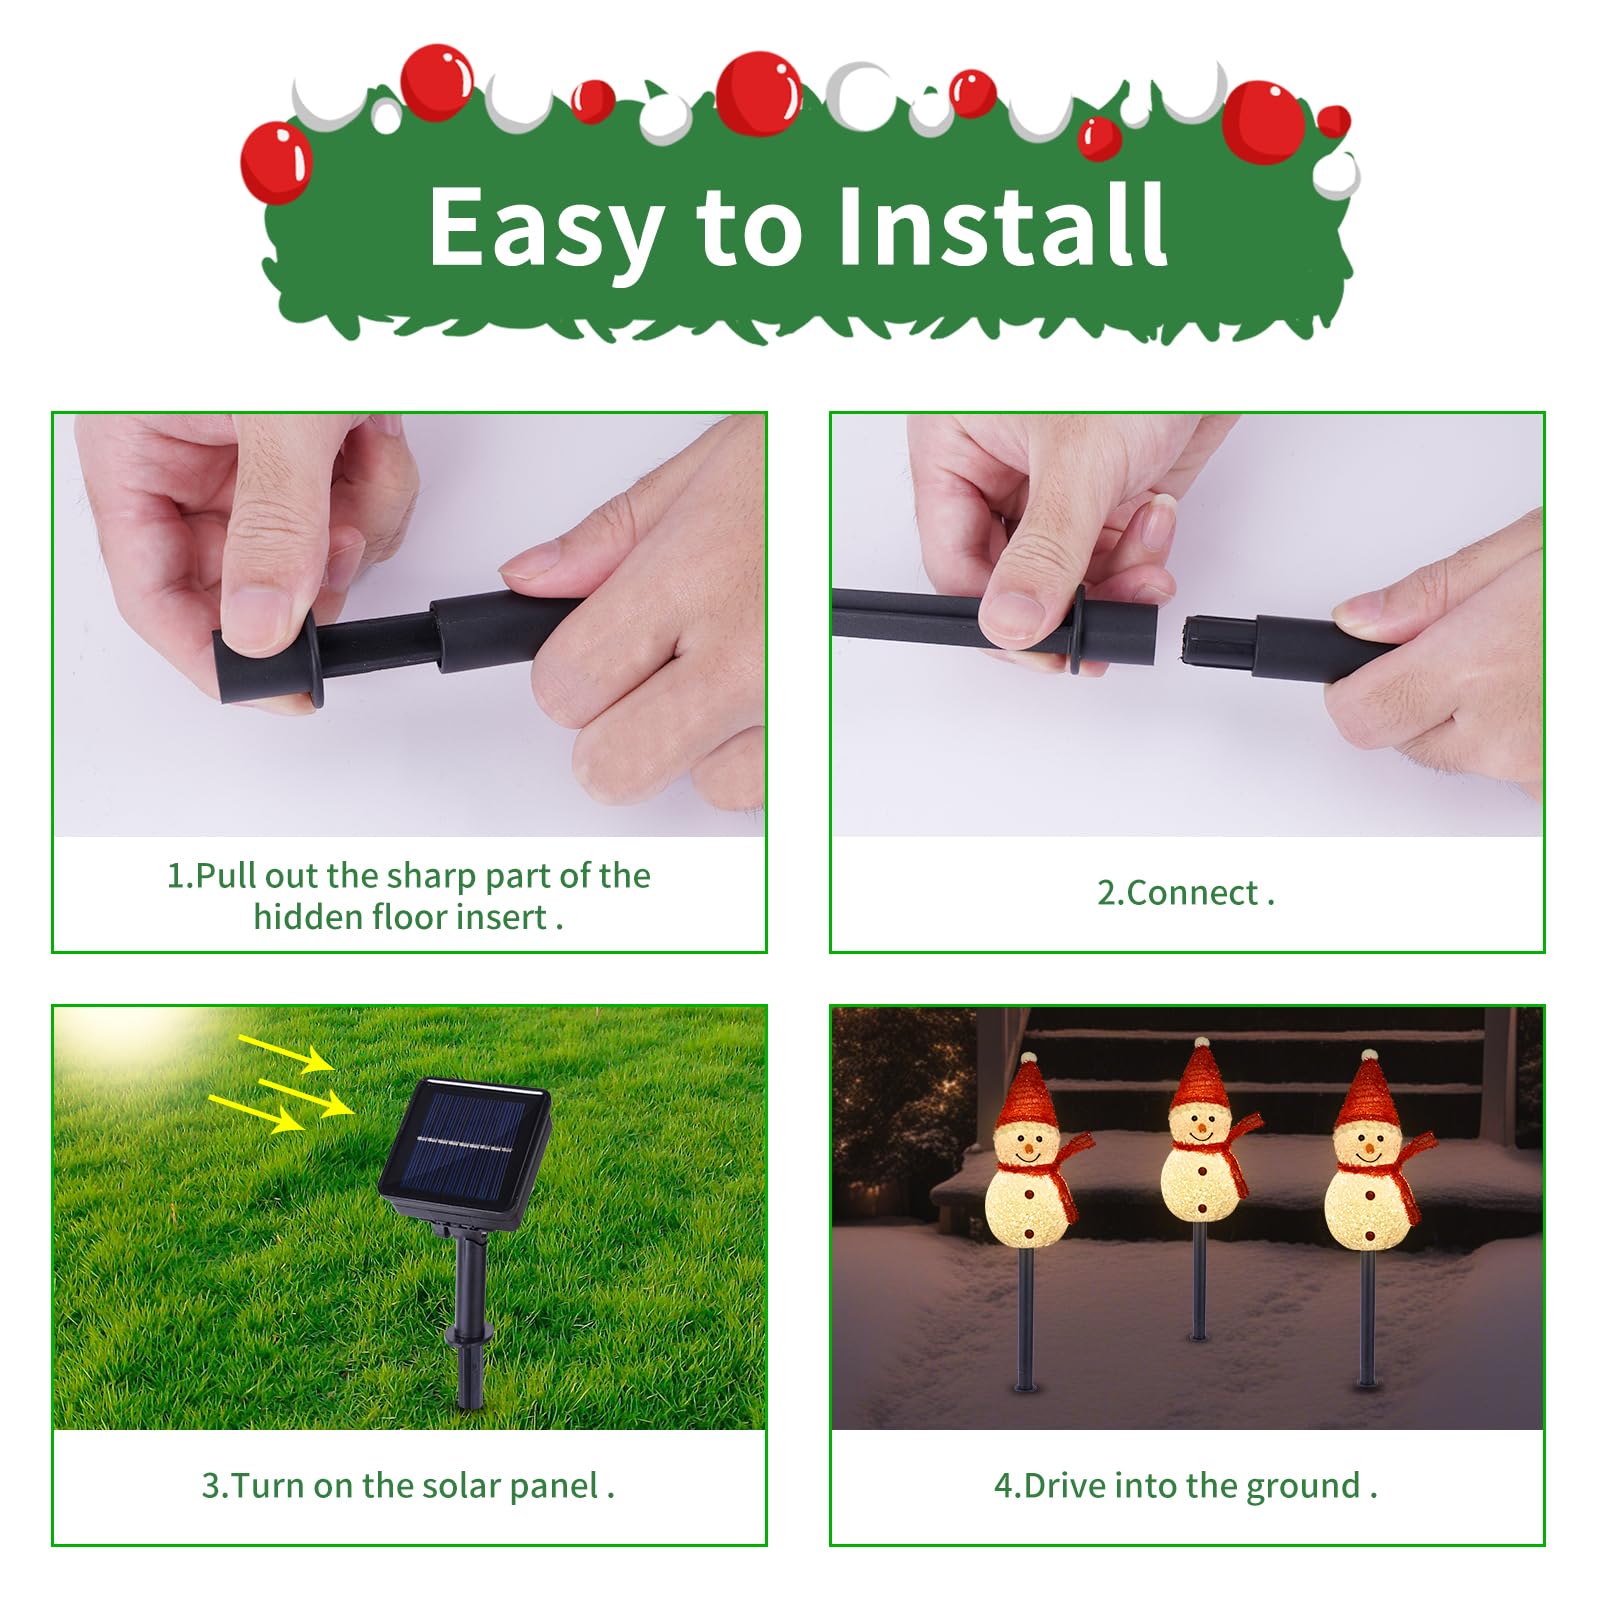 Easy to Install
1.Pull out the sharp part of the
hidden floor insert .
2.Connect .
3.Turn on the solar panel .
4.Drive into the ground .